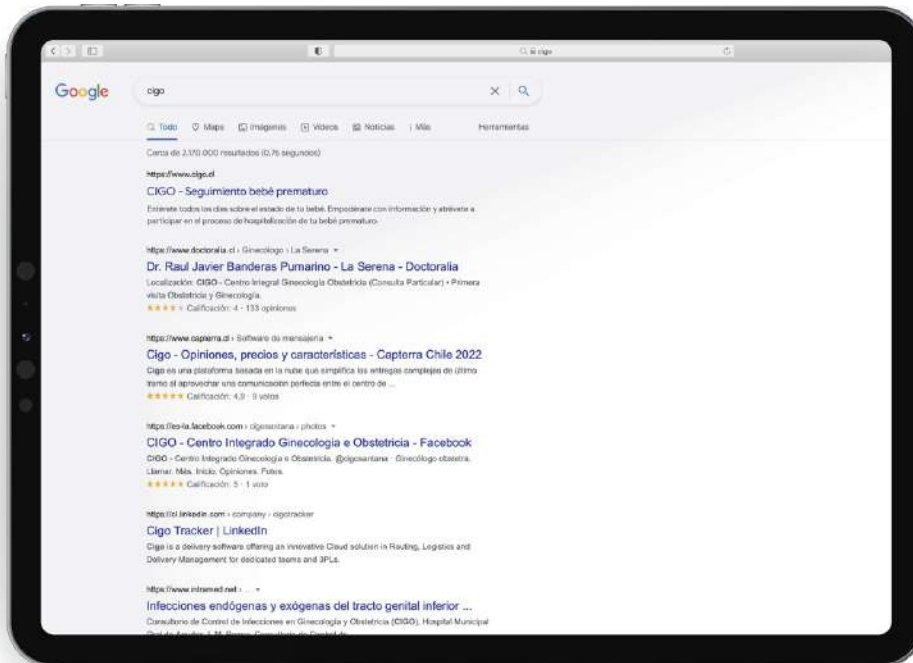 cigo
Google
cigo
Todo Maps Imágenes Vídeos Noticias Más Herramientas
Cerca de 2.170.000 resultados (0,76 segundos)
https://www.cigo.cl
CIGO - Seguimiento bebé prematuro
Entérate todos los días sobre el estado de tu bebé. Empodérate con información y atrévete a
participar en el proceso de hospitalización de tu bebé prematuro.
https://www.doctoralia.cl › Ginecólogo › La Serena
Dr. Raul Javier Banderas Pumarino - La Serena - Doctoralia
Localización: CIGO - Centro Integral Ginecología Obstetricia (Consulta Particular) • Primera
visita Obstetricia y Ginecología.
Calificación: 4 · 133 opiniones
https://www.capterra.cl › Software de mensajería
Cigo - Opiniones, precios y características - Capterra Chile 2022
Cigo es una plataforma basada en la nube que simplifica las entregas complejas de último
tramo al aprovechar una comunicación perfecta entre el centro de ...
Calificación: 4,9 · 9 votos
https://es-la.facebook.com › cigosantana › photos
CIGO - Centro Integrado Ginecologia e Obstetricia - Facebook
CIGO - Centro Integrado Ginecologia e Obstetricia. @cigosantana · Ginecólogo obstetra.
Llamar. Más. Inicio. Opiniones. Fotos.
Calificación: 5 · 1 voto
https://cl.linkedin.com › company › cigotracker
Cigo Tracker | LinkedIn
Cigo is a delivery software offering an innovative Cloud solution in Routing, Logistics and
Delivery Management for dedicated teams and 3PLs.
https://www.intramed.net › ...
Infecciones endógenas y exógenas del tracto genital inferior ...
Consultorio de Control de Infecciones en Ginecología y Obstetricia (CIGO), Hospital Municipal